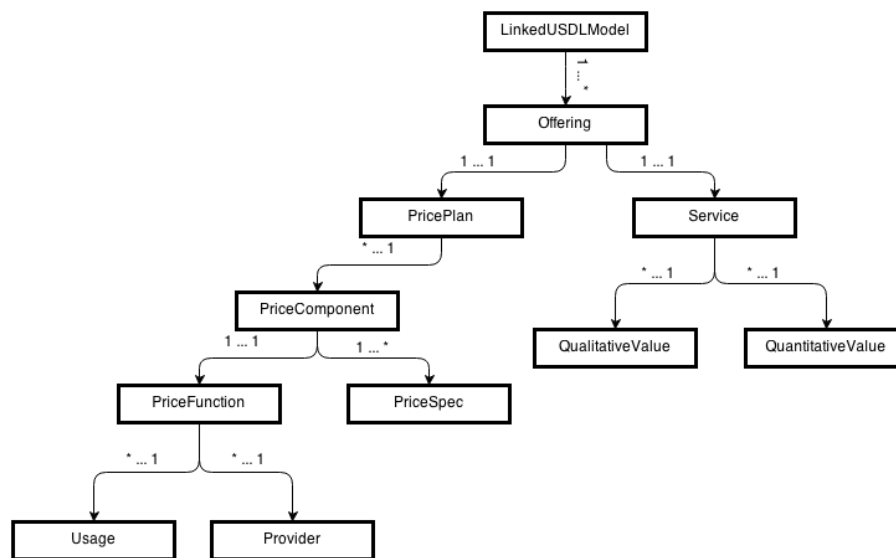 LinkedUSDLModel
1 ... *
Offering
1 ... 1
1 ... 1
PricePlan
Service
* ... 1
* ... 1
* ... 1
PriceComponent
1 ... 1
1 ... *
QualitativeValue
QuantitativeValue
PriceFunction
PriceSpec
* ... 1
* ... 1
Usage
Provider